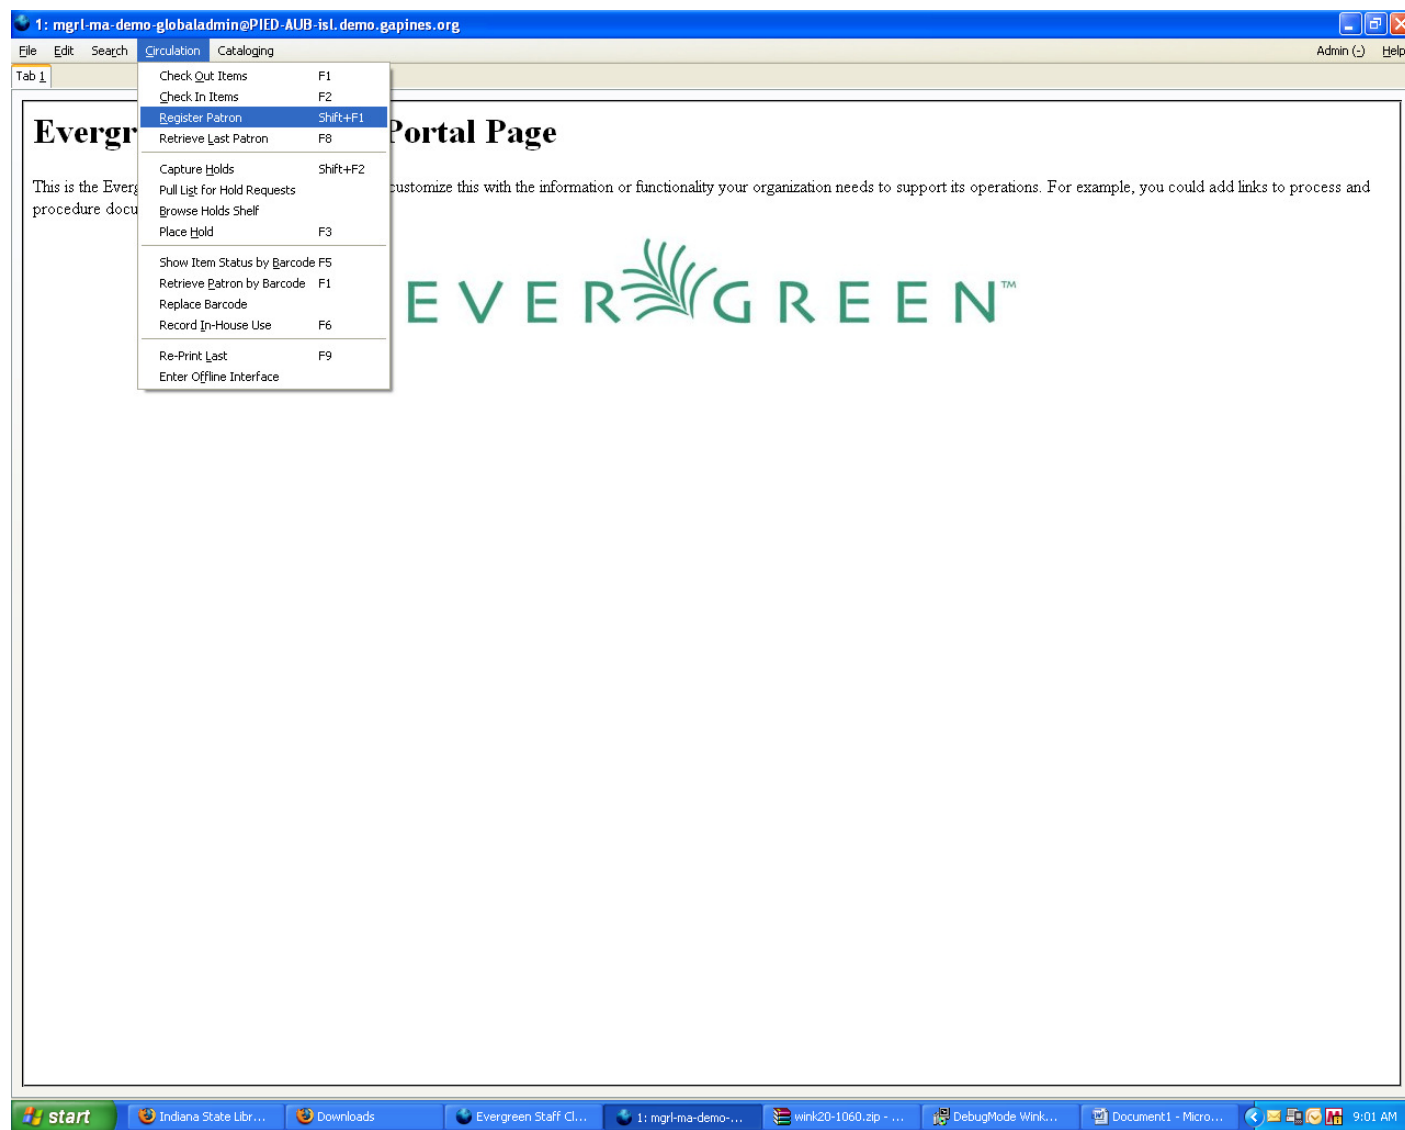 1: mgrl-ma-demo-globaladmin@PIED-AUB-isl.demo.gapines.org
File Edit Search Circulation Cataloging Admin (-) Help
Tab 1
Check Out Items F1
Check In Items F2
Register Patron Shift+F1
Retrieve Last Patron F8
Capture Holds Shift+F2
Pull List for Hold Requests
Browse Holds Shelf
Place Hold F3
Show Item Status by Barcode F5
Retrieve Patron by Barcode F1
Replace Barcode
Record In-House Use F6
Re-Print Last F9
Enter Offline Interface
Evergr Portal Page
This is the Everg customize this with the information or functionality your organization needs to support its operations. For example, you could add links to process and
procedure docu
EVERGREEN™
start Indiana State Libr... Downloads Evergreen Staff Cl... 1: mgrl-ma-demo-... wink20-1060.zip - ... DebugMode Wink... Document1 - Micro... 9:01 AM